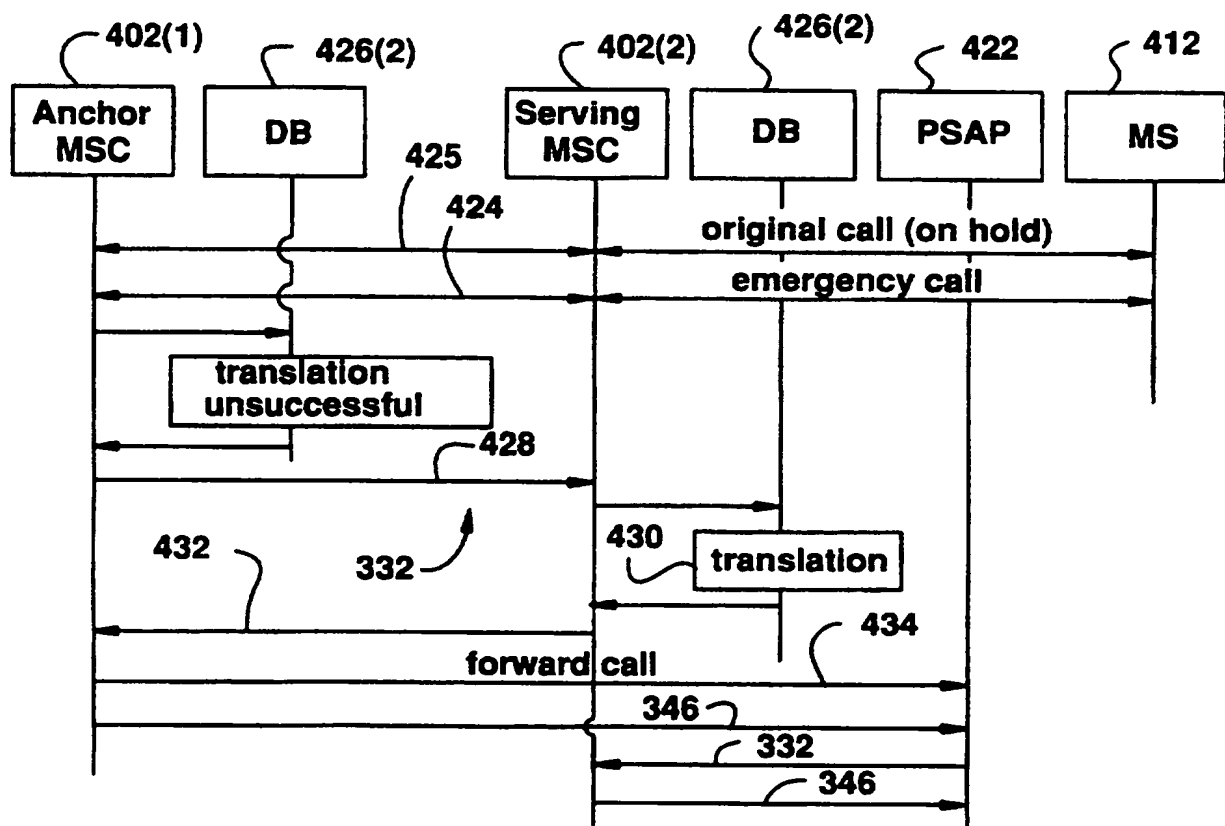 402(1)
426(2)
402(2)
426(2)
422
412
Anchor
MSC
DB
Serving
MSC
DB
PSAP
MS
425
424
original call (on hold)
emergency call
translation
unsuccessful
428
432
332
430
translation
434
forward call
346
332
346